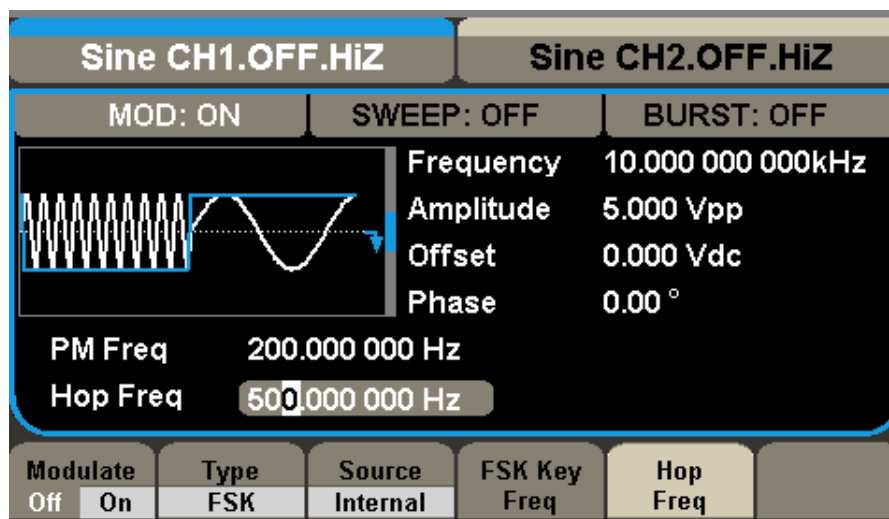 Sine CH1.OFF.HiZ
Sine CH2.OFF.HiZ
MOD: ON
SWEEP: OFF
BURST: OFF
Frequency 10.000 000 000kHz
Amplitude 5.000 Vpp
Offset 0.000 Vdc
Phase 0.00 °
PM Freq 200.000 000 Hz
Hop Freq 500.000 000 Hz
Modulate
Off On
Type
FSK
Source
Internal
FSK Key
Freq
Hop
Freq